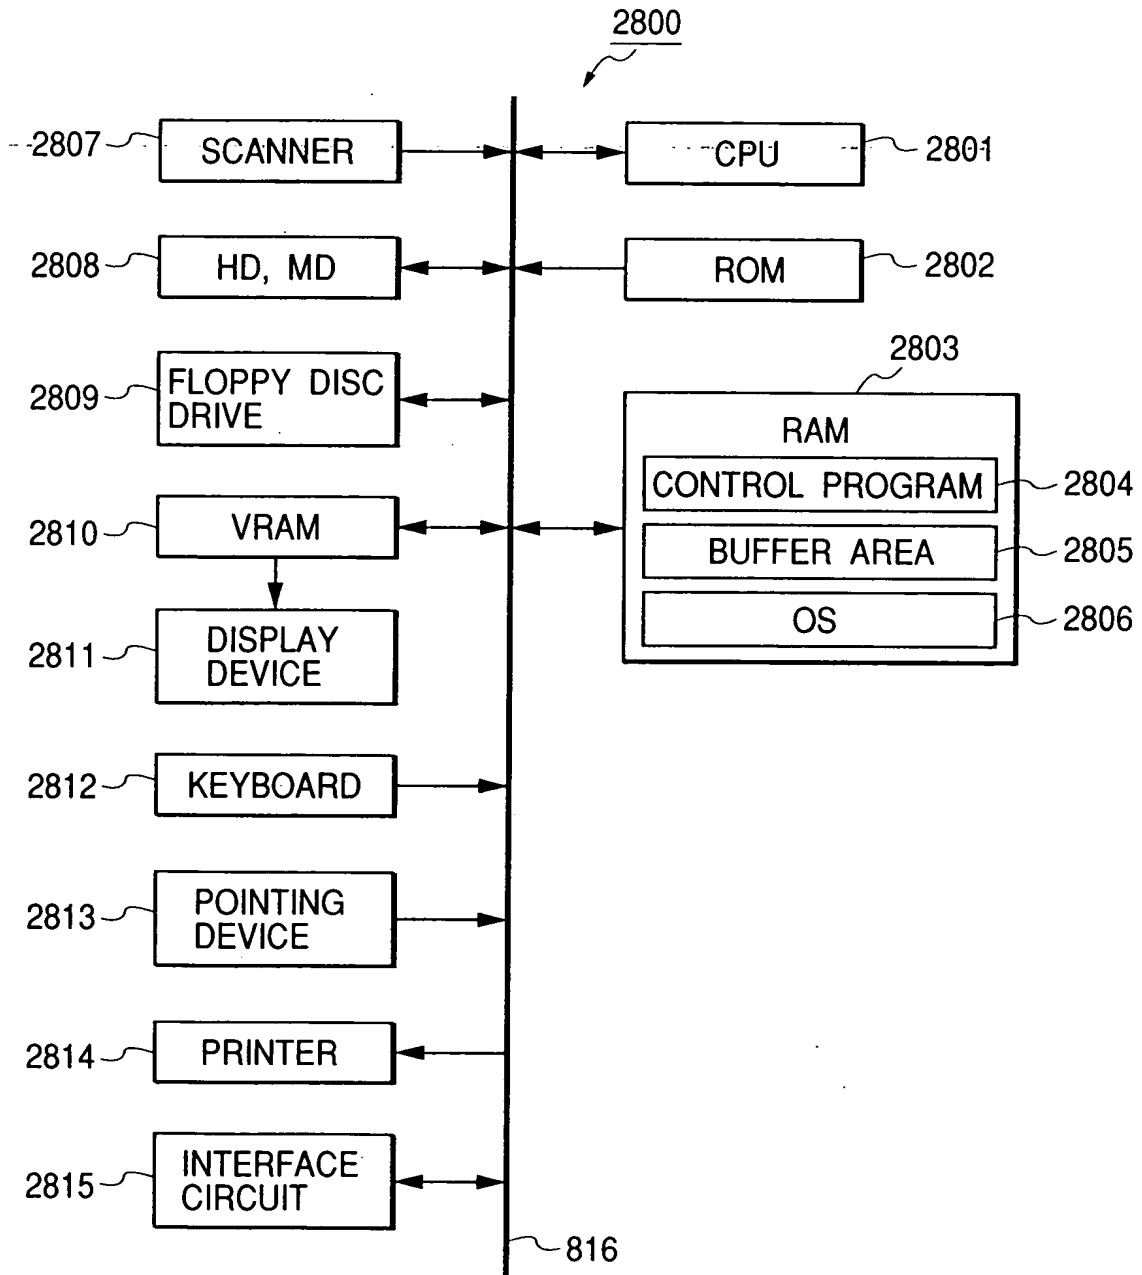 2800
2807
SCANNER
CPU
2801
2808
HD, MD
ROM
2802
2809
FLOPPY DISC
DRIVE
2803
RAM
CONTROL PROGRAM
2804
BUFFER AREA
2805
OS
2806
2810
VRAM
2811
DISPLAY
DEVICE
2812
KEYBOARD
2813
POINTING
DEVICE
2814
PRINTER
2815
INTERFACE
CIRCUIT
816